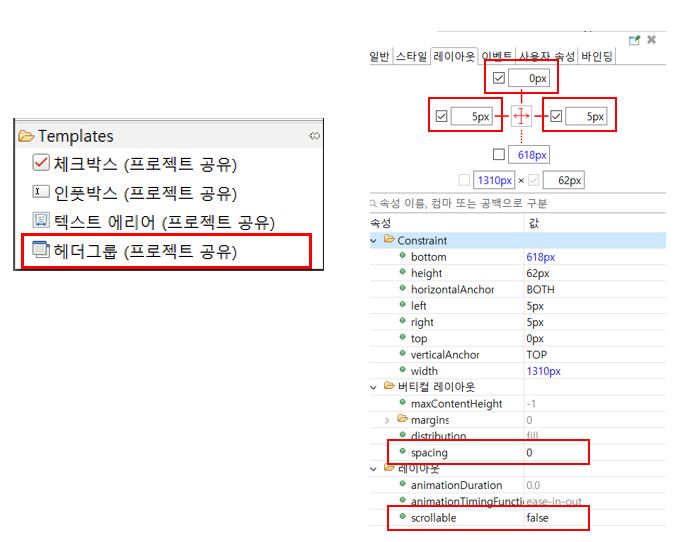 Templates
체크박스 (프로젝트 공유)
인풋박스 (프로젝트 공유)
텍스트 에리어 (프로젝트 공유)
헤더그룹 (프로젝트 공유)
일반 스타일 레이아웃 이벤트 사용자 속성 바인딩
0px
5px 5px
618px
1310px × 62px
속성 이름, 컴마 또는 공백으로 구분
속성 값
Constraint
bottom 618px
height 62px
horizontalAnchor BOTH
left 5px
right 5px
top 0px
verticalAnchor TOP
width 1310px
버티컬 레이아웃
maxContentHeight -1
margins 0
distribution fill
spacing 0
레이아웃
animationDuration 0.0
animationTimingFuncti ease-in-out
scrollable false